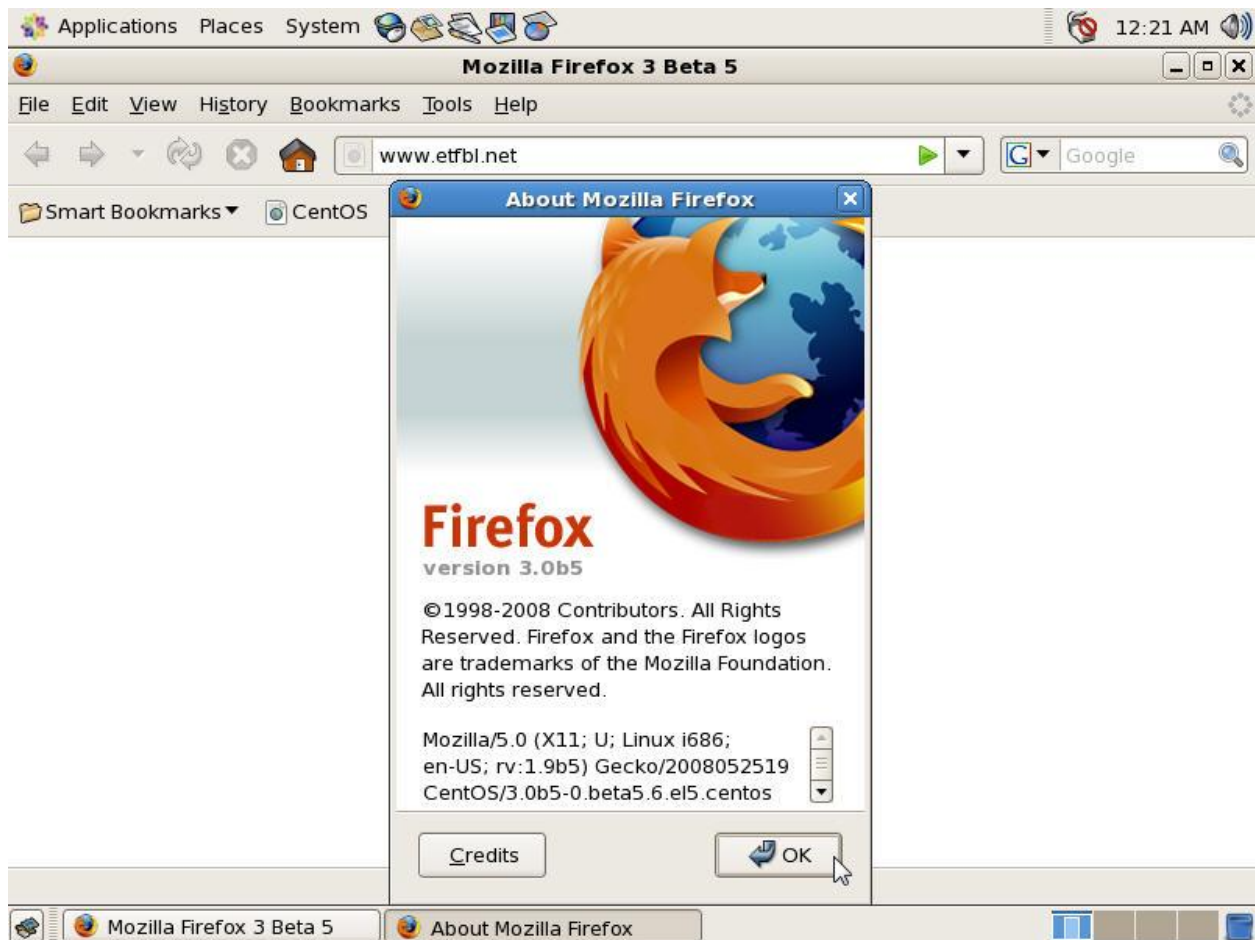 Applications Places System 12:21 AM
Mozilla Firefox 3 Beta 5
File Edit View History Bookmarks Tools Help
www.etfbl.net G Google
Smart Bookmarks CentOS
About Mozilla Firefox
Firefox
version 3.0b5
©1998-2008 Contributors. All Rights
Reserved. Firefox and the Firefox logos
are trademarks of the Mozilla Foundation.
All rights reserved.
Mozilla/5.0 (X11; U; Linux i686;
en-US; rv:1.9b5) Gecko/2008052519
CentOS/3.0b5-0.beta5.6.el5.centos
Credits OK
Mozilla Firefox 3 Beta 5 About Mozilla Firefox